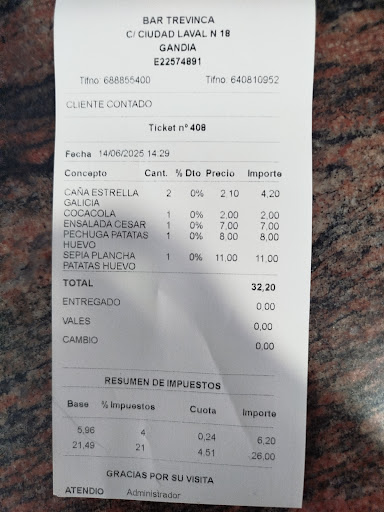 BAR TREVINCA
C/ CIUDAD LAVAL N 18
GANDIA
E22574891
Tlfno: 688855400 Tlfno: 640810952
CLIENTE CONTADO
Ticket nº 408
Fecha 14/06/2025 14:29
Concepto Cant. % Dto Precio Importe
CAÑA ESTRELLA 2 0% 2,10 4,20
GALICIA
COCACOLA 1 0% 2,00 2,00
ENSALADA CESAR 1 0% 7,00 7,00
PECHUGA PATATAS 1 0% 8,00 8,00
HUEVO
SEPIA PLANCHA 1 0% 11,00 11,00
PATATAS HUEVO
TOTAL 32,20
ENTREGADO 0,00
VALES 0,00
CAMBIO 0,00
RESUMEN DE IMPUESTOS
Base % Impuestos Cuota Importe
5,96 4 0,24 6,20
21,49 21 4,51 26,00
GRACIAS POR SU VISITA
ATENDIO Administrador